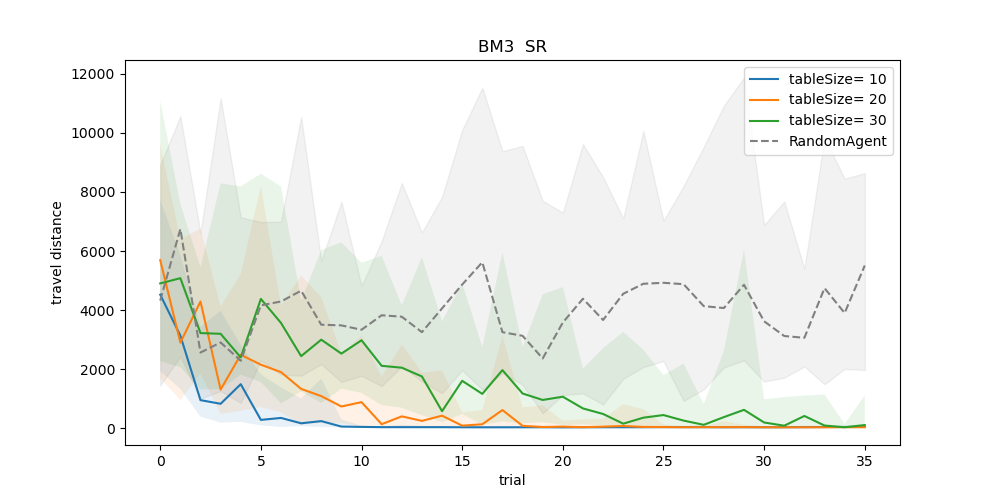 BM3  SR
12000
10000
8000
6000
4000
2000
0
travel distance
0 5 10 15 20 25 30 35
trial
tableSize= 10
tableSize= 20
tableSize= 30
RandomAgent